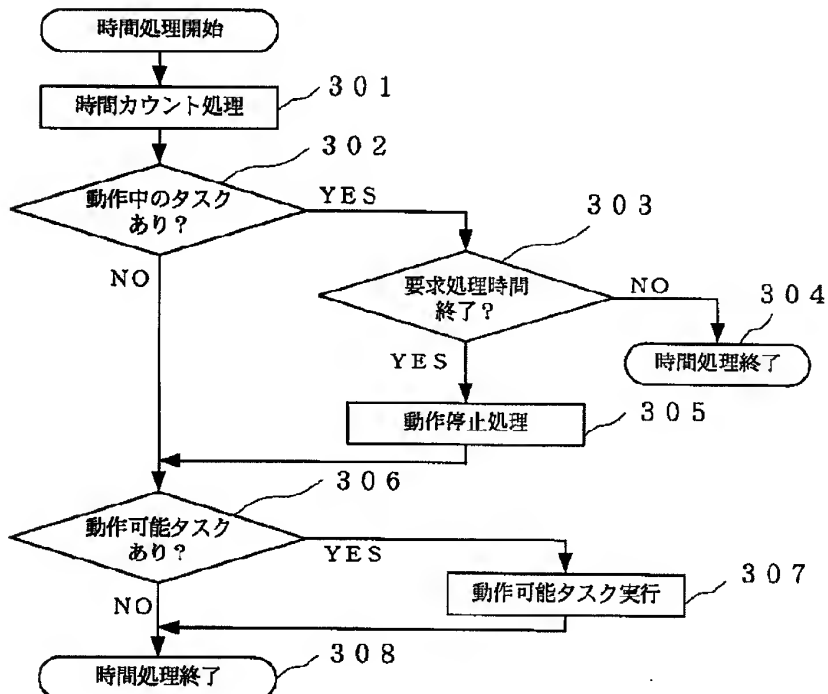 時間処理開始
時間カウント処理
301
302
動作中のタスク
あり？
YES
NO
303
要求処理時間
終了？
NO
YES
304
時間処理終了
動作停止処理
305
306
動作可能タスク
あり？
YES
NO
動作可能タスク実行
307
時間処理終了
308